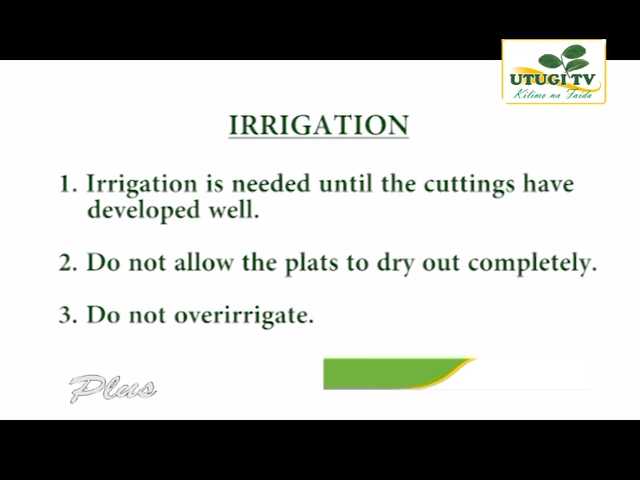 UTUGI TV
Kilimo na Faida
IRRIGATION
1. Irrigation is needed until the cuttings have
developed well.
2. Do not allow the plats to dry out completely.
3. Do not overirrigate.
Plus